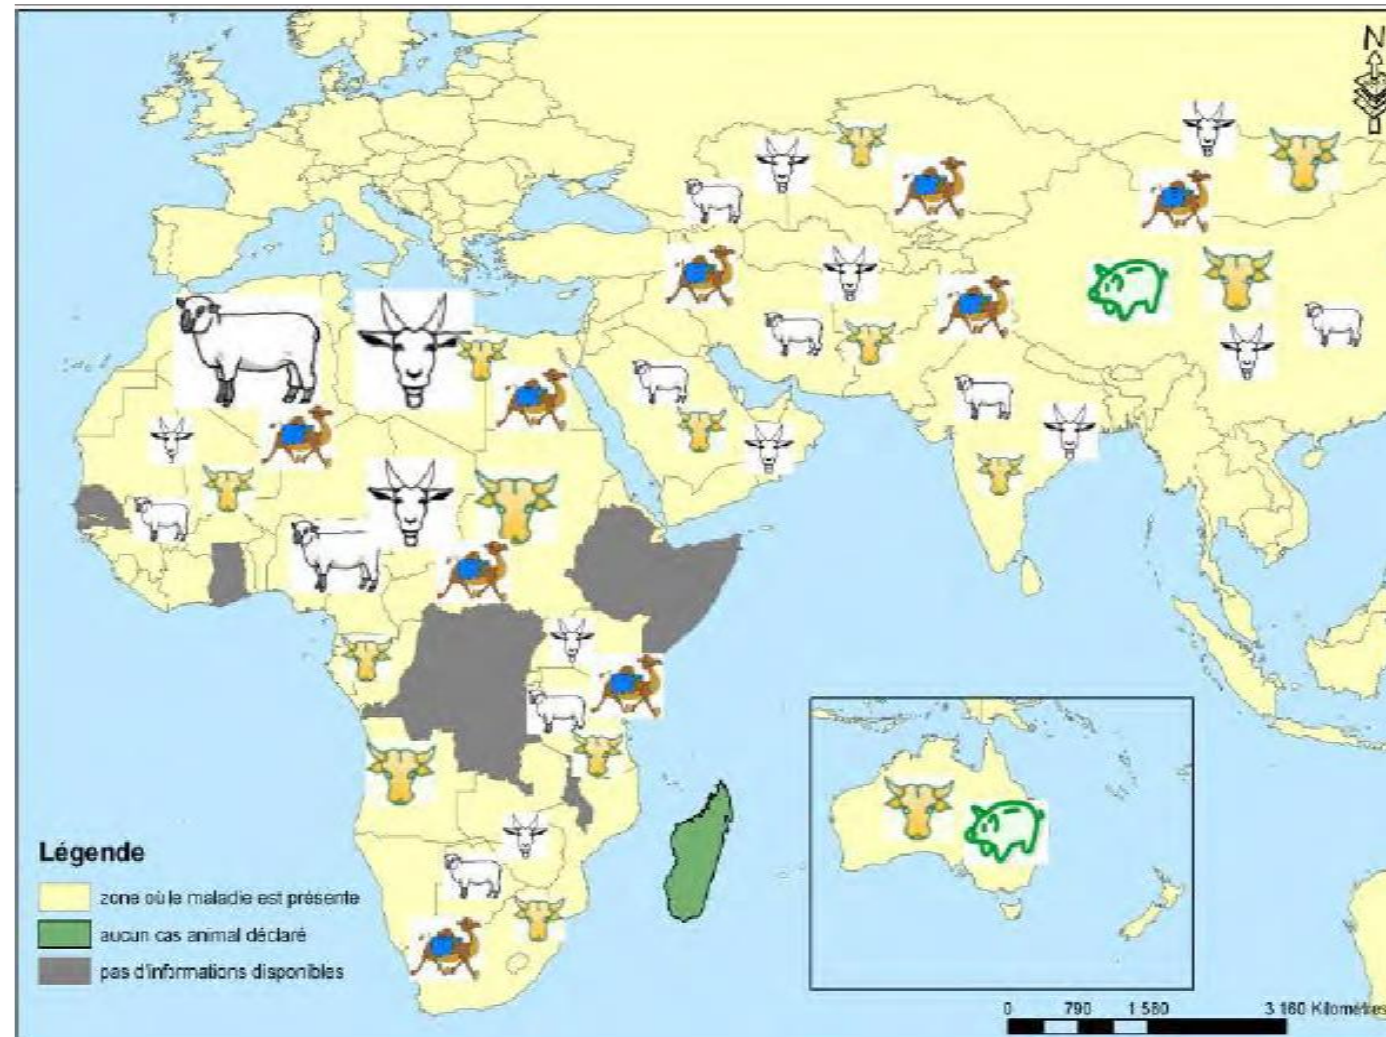 N
Légende
zone où le maladie est présente
aucun cas animal déclaré
pas d'informations disponibles
0 790 1 580 3 160 Kilomètres